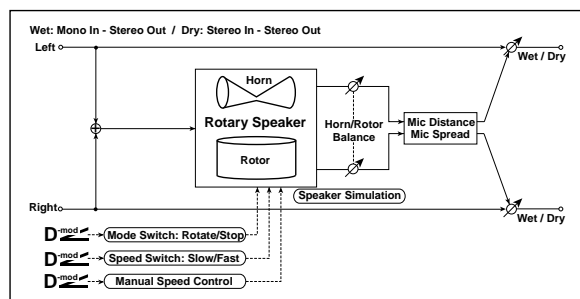 Wet: Mono In - Stereo Out / Dry: Stereo In - Stereo Out
Left
Wet / Dry
Horn
Rotary Speaker
Horn/Rotor
Balance
Mic Distance
Mic Spread
Rotor
Speaker Simulation
Right
Wet / Dry
D-mod
Mode Switch: Rotate/Stop
D-mod
Speed Switch: Slow/Fast
D-mod
Manual Speed Control